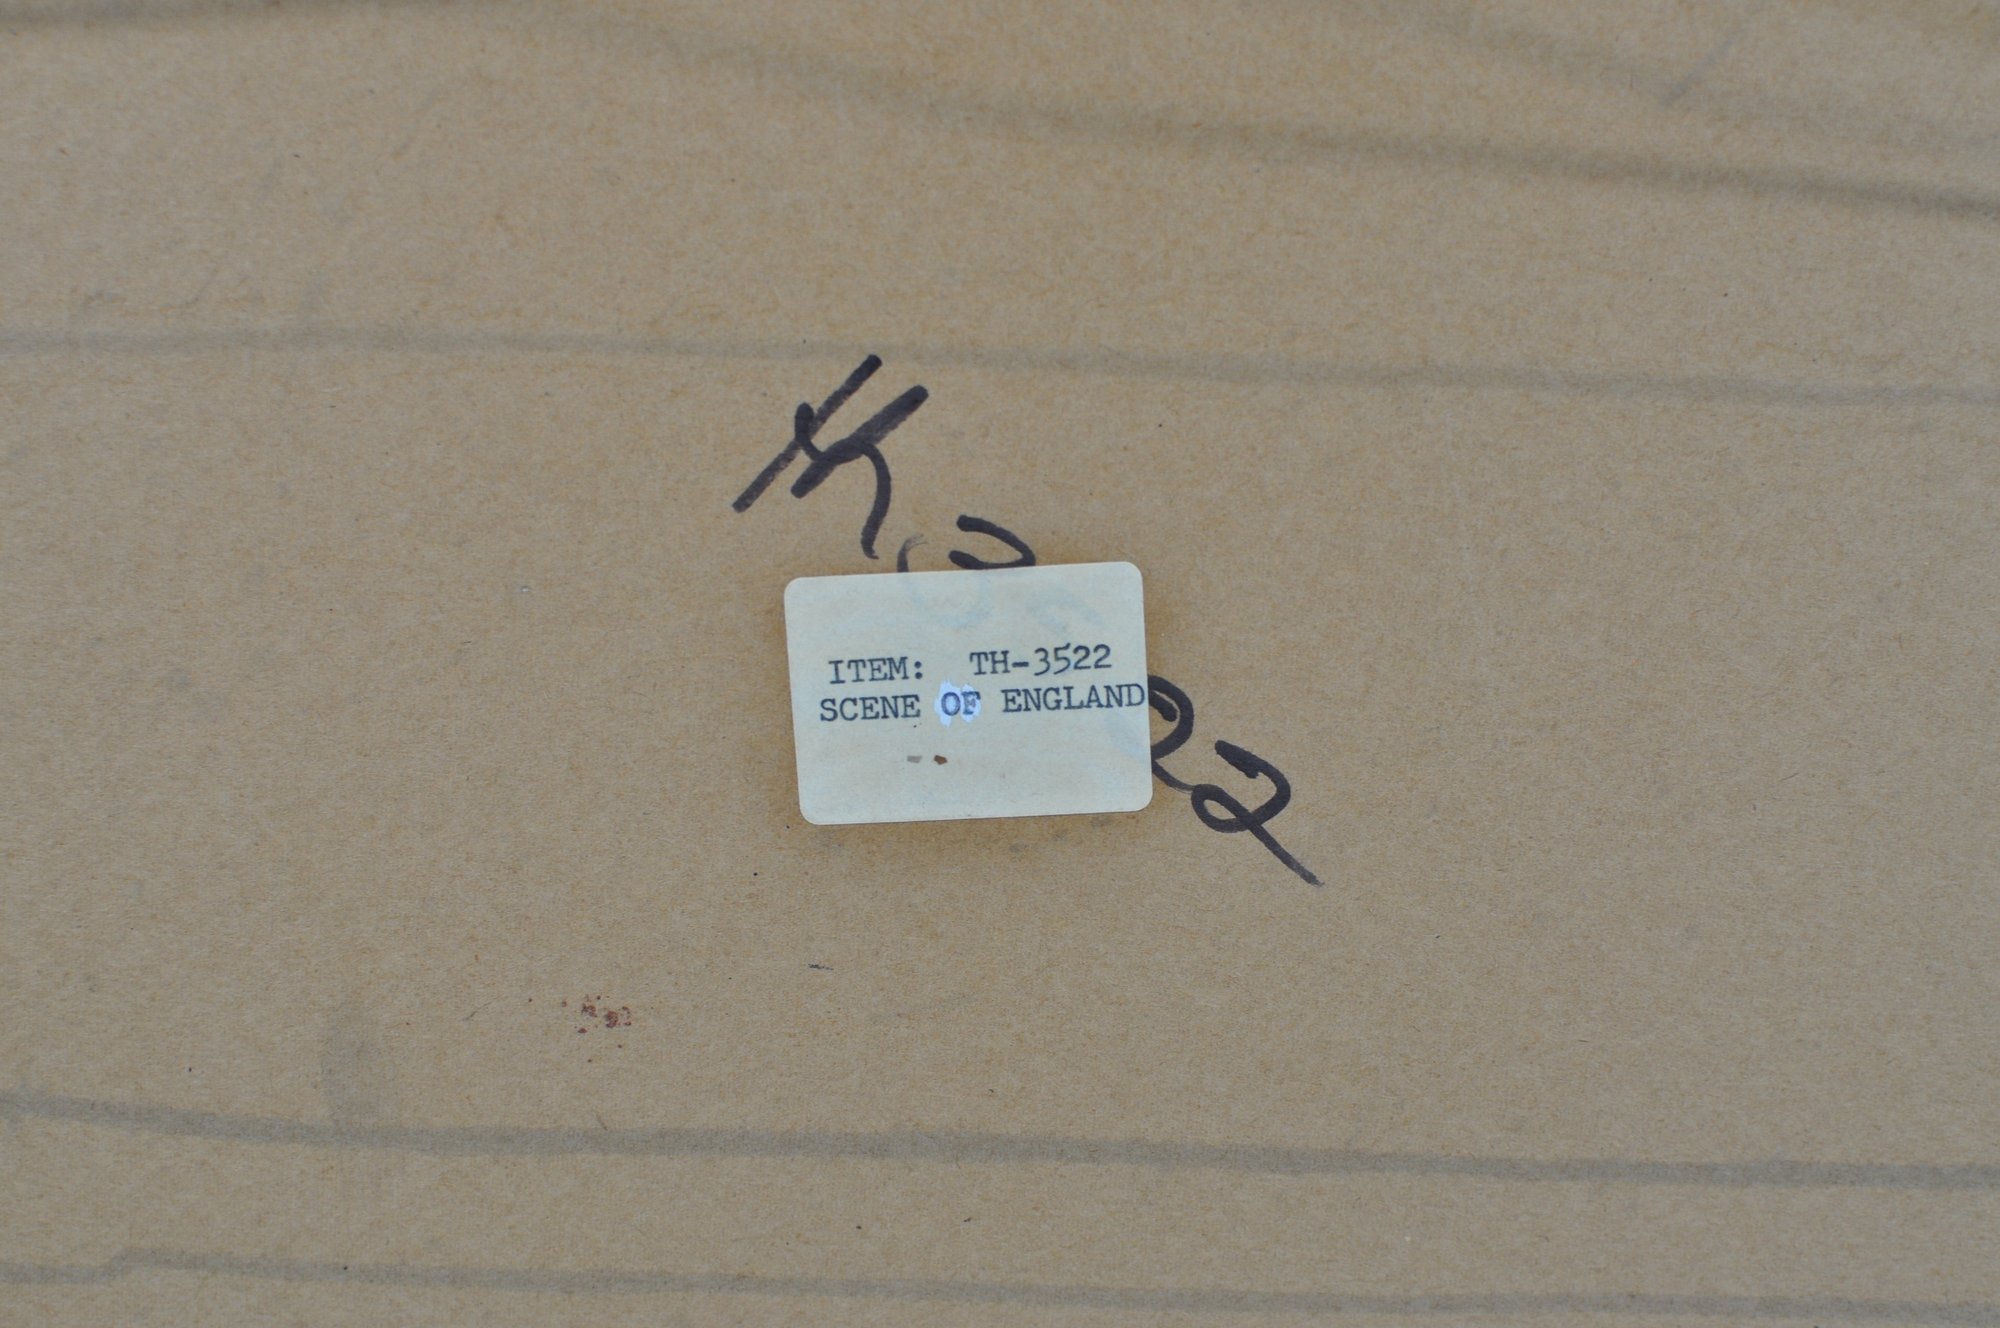 ITEM: TH-3522
SCENE OF ENGLAND